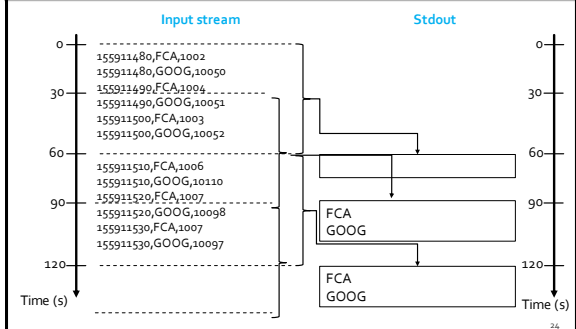 Input stream
Stdout
0
0
155911480,FCA,1002
155911480,GOOG,10050
155911490,FCA,1004
30
30
155911490,GOOG,10051
155911500,FCA,1003
155911500,GOOG,10052
60
60
155911510,FCA,1006
155911510,GOOG,10110
155911520,FCA,1007
90
90
155911520,GOOG,10098
FCA
155911530,FCA,1007
GOOG
155911530,GOOG,10097
120
120
FCA
GOOG
Time (s)
Time (s)
24